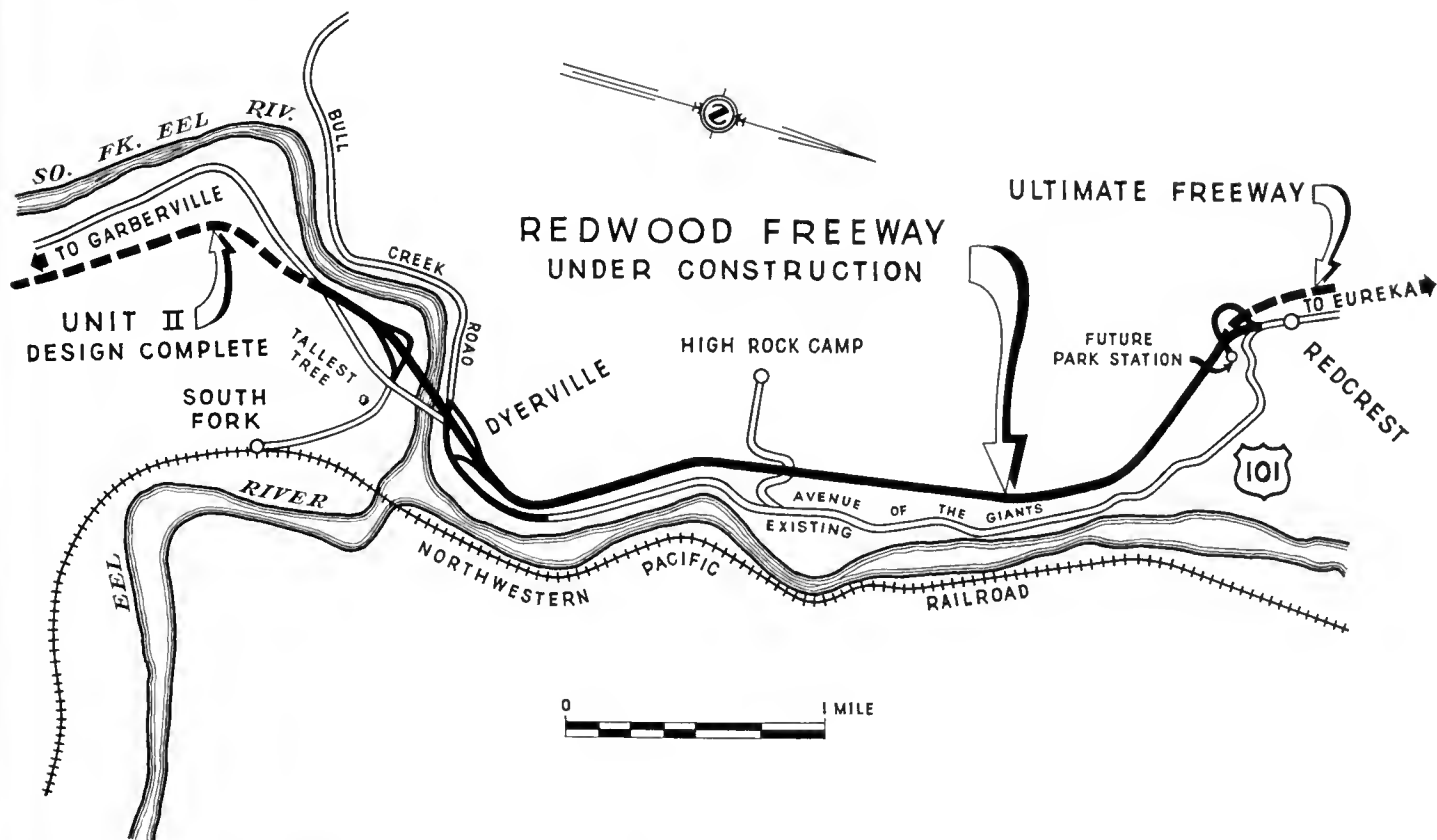 BULL
SO. FK. EEL RIV.
N
ULTIMATE FREEWAY
TO GARBERVILLE
REDWOOD FREEWAY
UNDER CONSTRUCTION
CREEK
ROAD
TO EUREKA
UNIT II
DESIGN COMPLETE
TALLEST
TREE
HIGH ROCK CAMP
FUTURE
PARK STATION
REDCREST
SOUTH
FORK
DYERVILLE
101
RIVER
AVENUE OF THE GIANTS
EXISTING
EEL
NORTHWESTERN
PACIFIC
RAILROAD
0
1 MILE